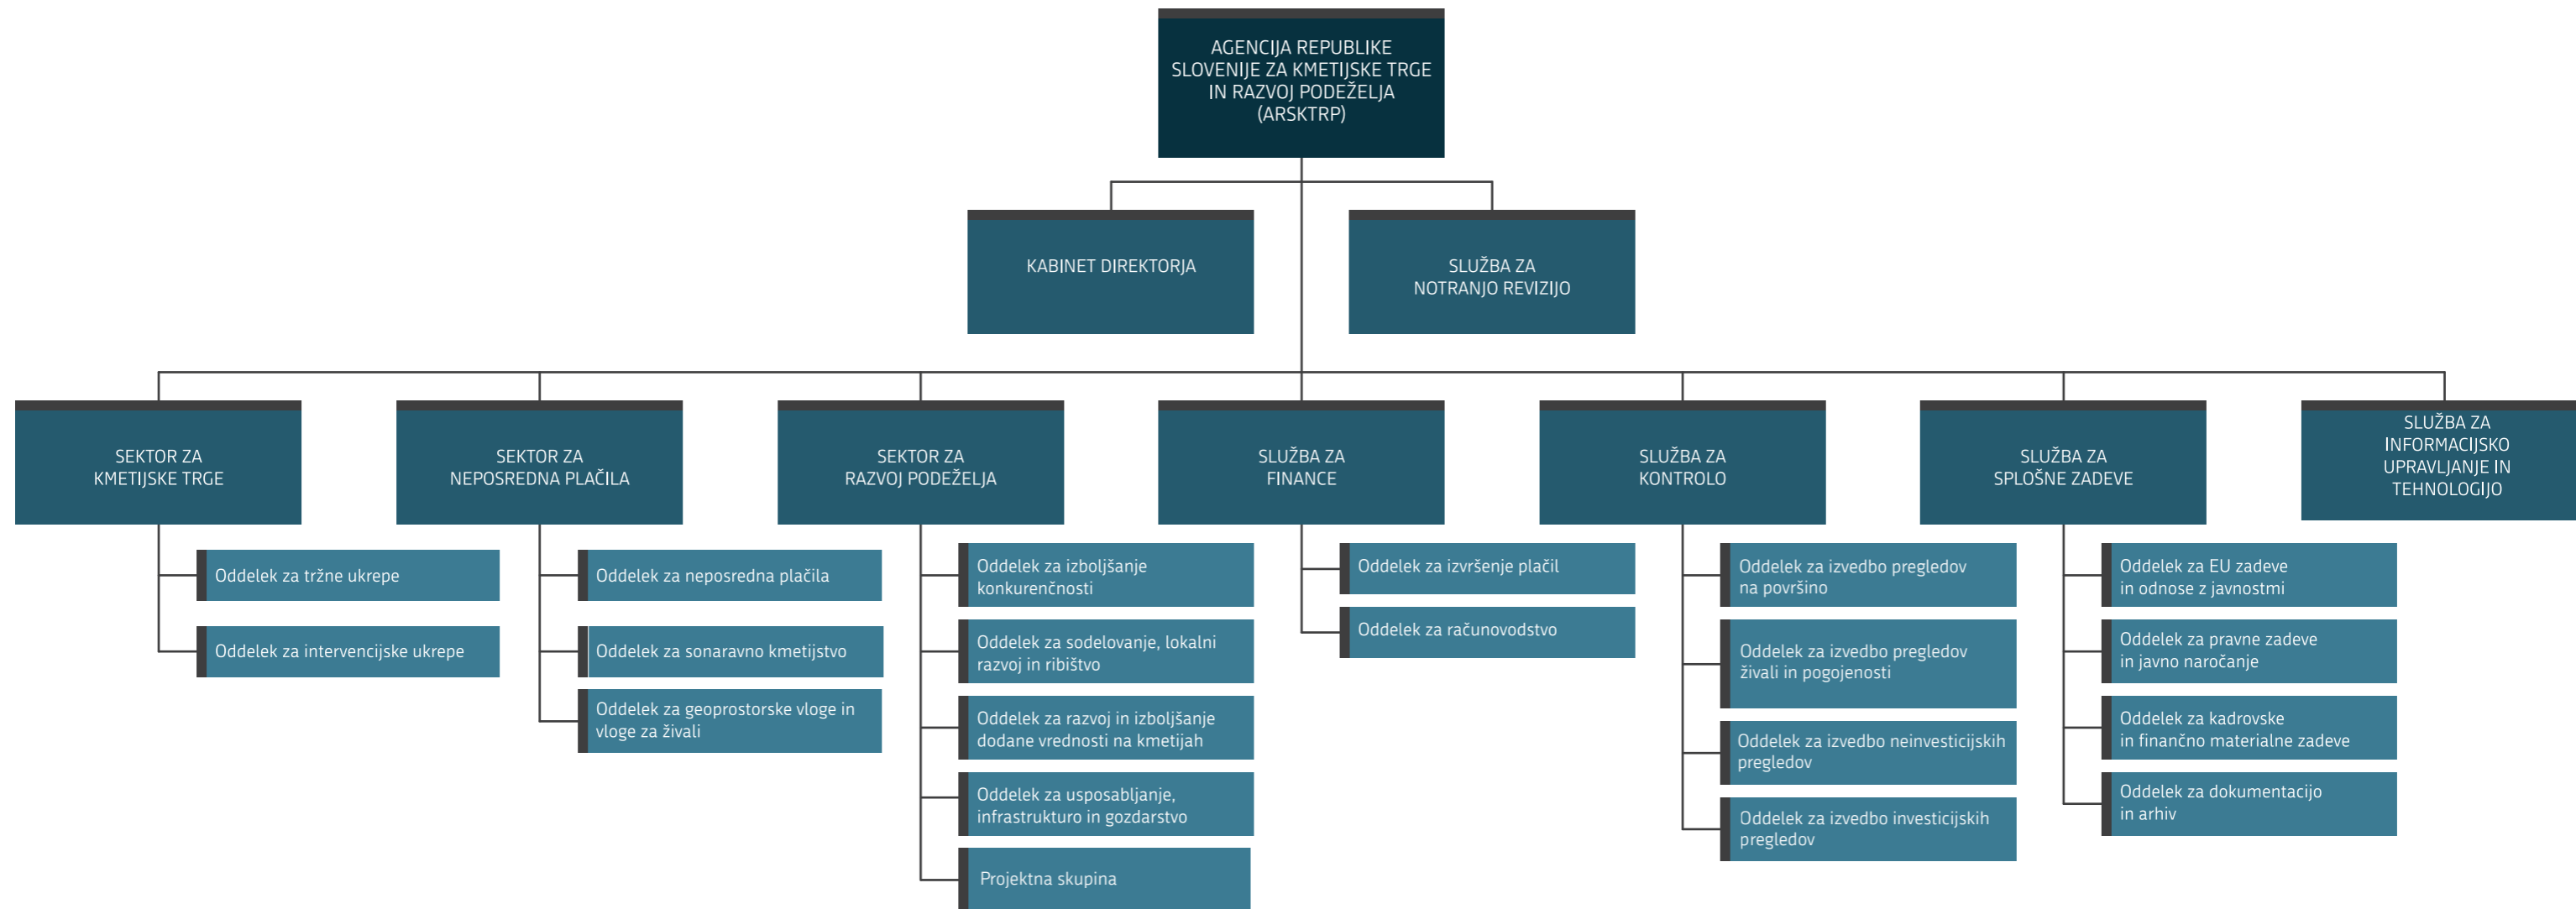 AGENCIJA REPUBLIKE
SLOVENIJE ZA KMETIJSKE TRGE
IN RAZVOJ PODEŽELJA
(ARSKTRP)
KABINET DIREKTORJA
SLUŽBA ZA
NOTRANJO REVIZIJO
SEKTOR ZA
KMETIJSKE TRGE
SEKTOR ZA
NEPOSREDNA PLAČILA
SEKTOR ZA
RAZVOJ PODEŽELJA
SLUŽBA ZA
FINANCE
SLUŽBA ZA
KONTROLO
SLUŽBA ZA
SPLOŠNE ZADEVE
SLUŽBA ZA
INFORMACIJSKO
UPRAVLJANJE IN
TEHNOLOGIJO
Oddelek za tržne ukrepe
Oddelek za intervencijske ukrepe
Oddelek za neposredna plačila
Oddelek za sonaravno kmetijstvo
Oddelek za geoprostorske vloge in
vloge za živali
Oddelek za izboljšanje
konkurenčnosti
Oddelek za sodelovanje, lokalni
razvoj in ribištvo
Oddelek za razvoj in izboljšanje
dodane vrednosti na kmetijah
Oddelek za usposabljanje,
infrastrukturo in gozdarstvo
Projektna skupina
Oddelek za izvršenje plačil
Oddelek za računovodstvo
Oddelek za izvedbo pregledov
na površino
Oddelek za izvedbo pregledov
živali in pogojenosti
Oddelek za izvedbo neinvesticijskih
pregledov
Oddelek za izvedbo investicijskih
pregledov
Oddelek za EU zadeve
in odnose z javnostmi
Oddelek za pravne zadeve
in javno naročanje
Oddelek za kadrovske
in finančno materialne zadeve
Oddelek za dokumentacijo
in arhiv